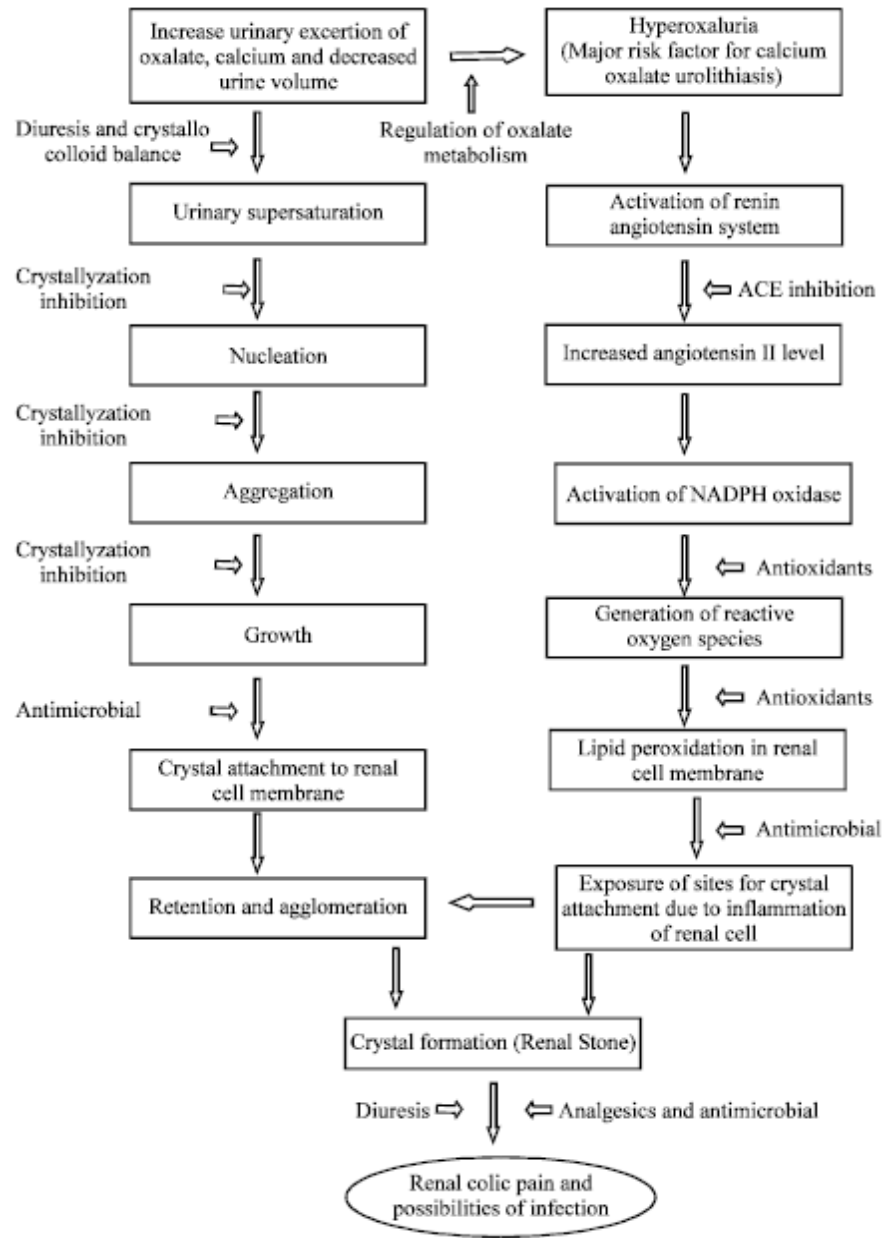 Increase urinary excertion of
oxalate, calcium and decreased
urine volume
Hyperoxaluria
(Major risk factor for calcium
oxalate urolithiasis)
Diuresis and crystallo
colloid balance
Regulation of oxalate
metabolism
Urinary supersaturation
Activation of renin
angiotensin system
Crystallyzation
inhibition
ACE inhibition
Nucleation
Increased angiotensin II level
Crystallyzation
inhibition
Aggregation
Activation of NADPH oxidase
Crystallyzation
inhibition
Antioxidants
Growth
Generation of reactive
oxygen species
Antimicrobial
Antioxidants
Crystal attachment to renal
cell membrane
Lipid peroxidation in renal
cell membrane
Antimicrobial
Retention and agglomeration
Exposure of sites for crystal
attachment due to inflammation
of renal cell
Crystal formation (Renal Stone)
Diuresis
Analgesics and antimicrobial
Renal colic pain and
possibilities of infection